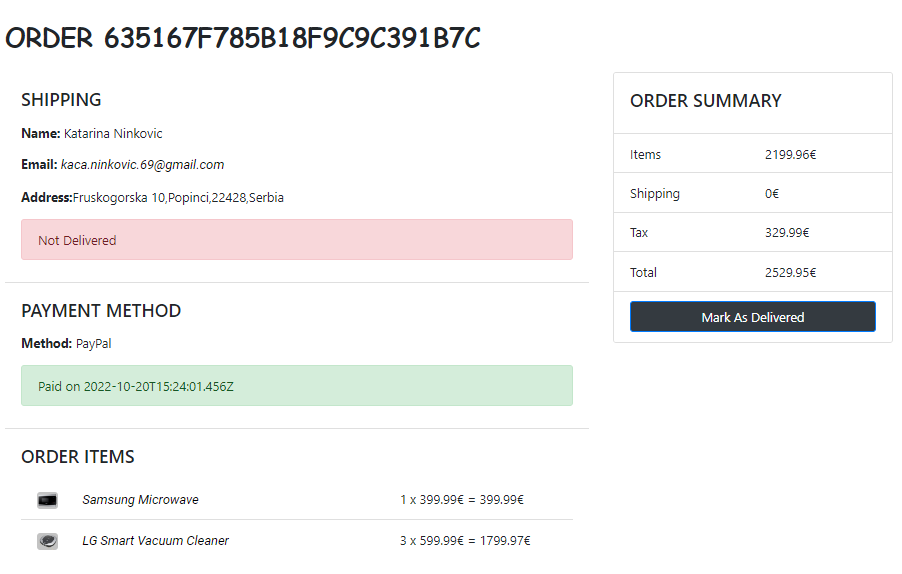 ORDER 635167F785B18F9C9C391B7C
SHIPPING
Name: Katarina Ninkovic
Email: kaca.ninkovic.69@gmail.com
Address:Fruskogorska 10,Popinci,22428,Serbia
Not Delivered
PAYMENT METHOD
Method: PayPal
Paid on 2022-10-20T15:24:01.456Z
ORDER ITEMS
Samsung Microwave 1 x 399.99€ = 399.99€
LG Smart Vacuum Cleaner 3 x 599.99€ = 1799.97€
ORDER SUMMARY
Items 2199.96€
Shipping 0€
Tax 329.99€
Total 2529.95€
Mark As Delivered